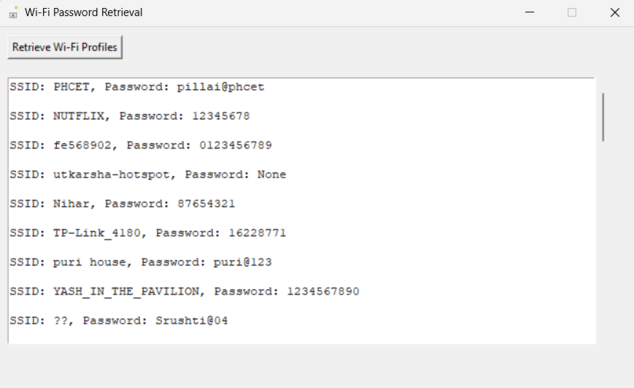 Wi-Fi Password Retrieval
Retrieve Wi-Fi Profiles
SSID: PHCET, Password: pillai@phcet
SSID: NUTFLIX, Password: 12345678
SSID: fe568902, Password: 0123456789
SSID: utkarsha-hotspot, Password: None
SSID: Nihar, Password: 87654321
SSID: TP-Link_4180, Password: 16228771
SSID: puri house, Password: puri@123
SSID: YASH_IN_THE_PAVILION, Password: 1234567890
SSID: ??, Password: Srushti@04